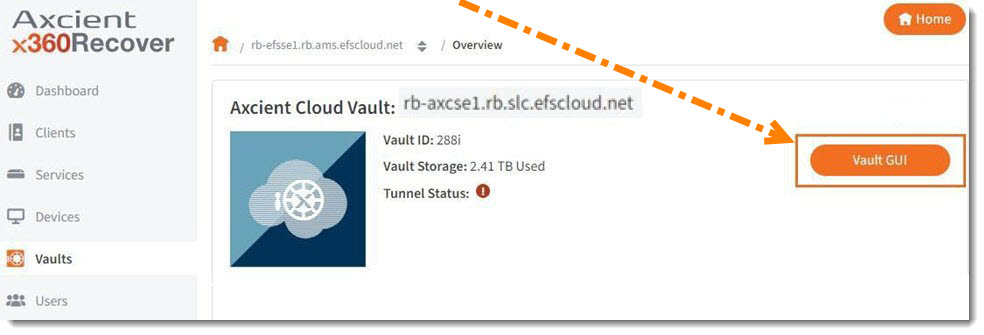 Axcient
x360Recover
Home
/ rb-efsse1.rb.ams.efscloud.net / Overview
Dashboard
Clients
Services
Devices
Vaults
Users
Axcient Cloud Vault: rb-axcse1.rb.slc.efscloud.net
Vault ID: 288i
Vault Storage: 2.41 TB Used
Tunnel Status:
Vault GUI